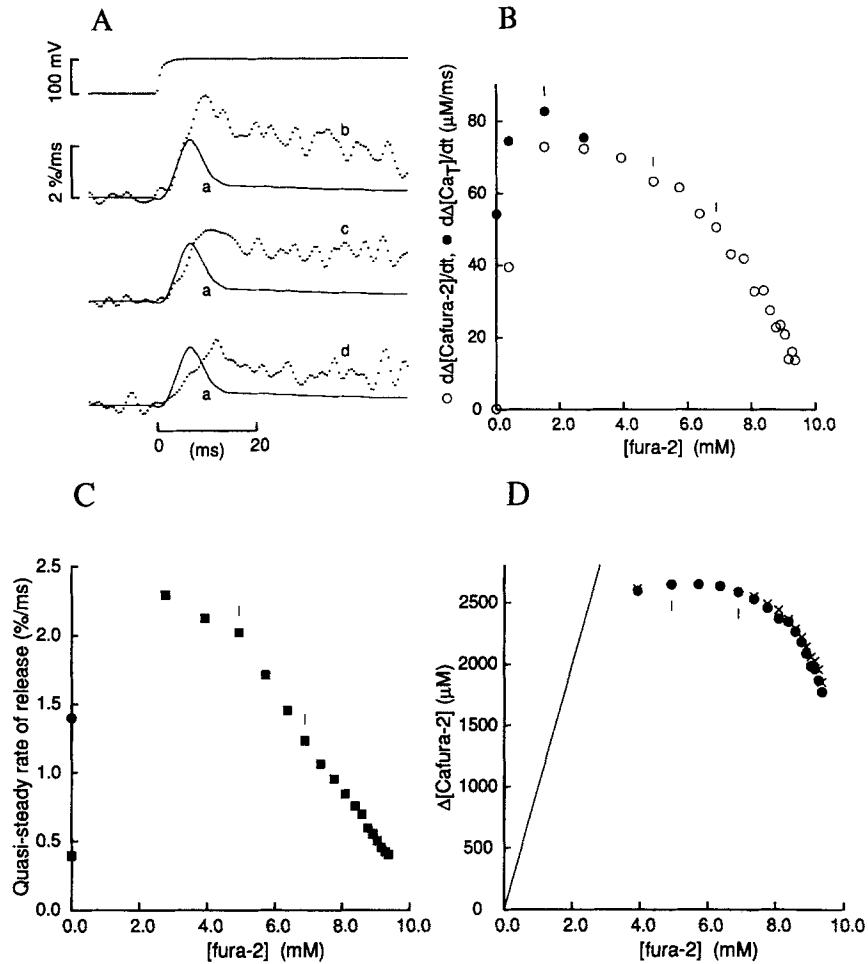 A
100 mV
2 %/ms
b
a
c
a
d
a
0
20
(ms)
B
○ dΔ[Cafura-2]/dt, ● dΔ[Ca_T]/dt (μM/ms)
80
60
40
20
0
0.0 2.0 4.0 6.0 8.0 10.0
[fura-2] (mM)
C
Quasi-steady rate of release (%/ms)
2.5
2.0
1.5
1.0
0.5
0.0
0.0 2.0 4.0 6.0 8.0 10.0
[fura-2] (mM)
D
Δ[Cafura-2] (μM)
2500
2000
1500
1000
500
0
0.0 2.0 4.0 6.0 8.0 10.0
[fura-2] (mM)